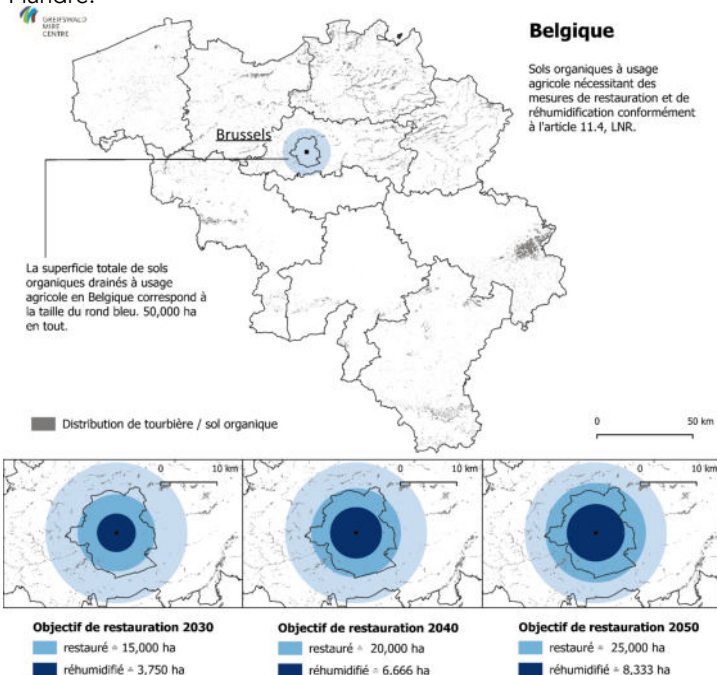 Flandre.
GREIFSWALD
MIRE
CENTRE
Belgique
Sols organiques à usage
agricole nécessitant des
mesures de restauration et de
réhumidification conformément
à l'article 11.4, LNR.
Brussels
La superficie totale de sols
organiques drainés à usage
agricole en Belgique correspond à
la taille du rond bleu. 50,000 ha
en tout.
Distribution de tourbière / sol organique
0 50 km
0 10 km
0 10 km
0 10 km
Objectif de restauration 2030
restauré ≙ 15,000 ha
réhumidifié ≙ 3,750 ha
Objectif de restauration 2040
restauré ≙ 20,000 ha
réhumidifié ≙ 6,666 ha
Objectif de restauration 2050
restauré ≙ 25,000 ha
réhumidifié ≙ 8,333 ha